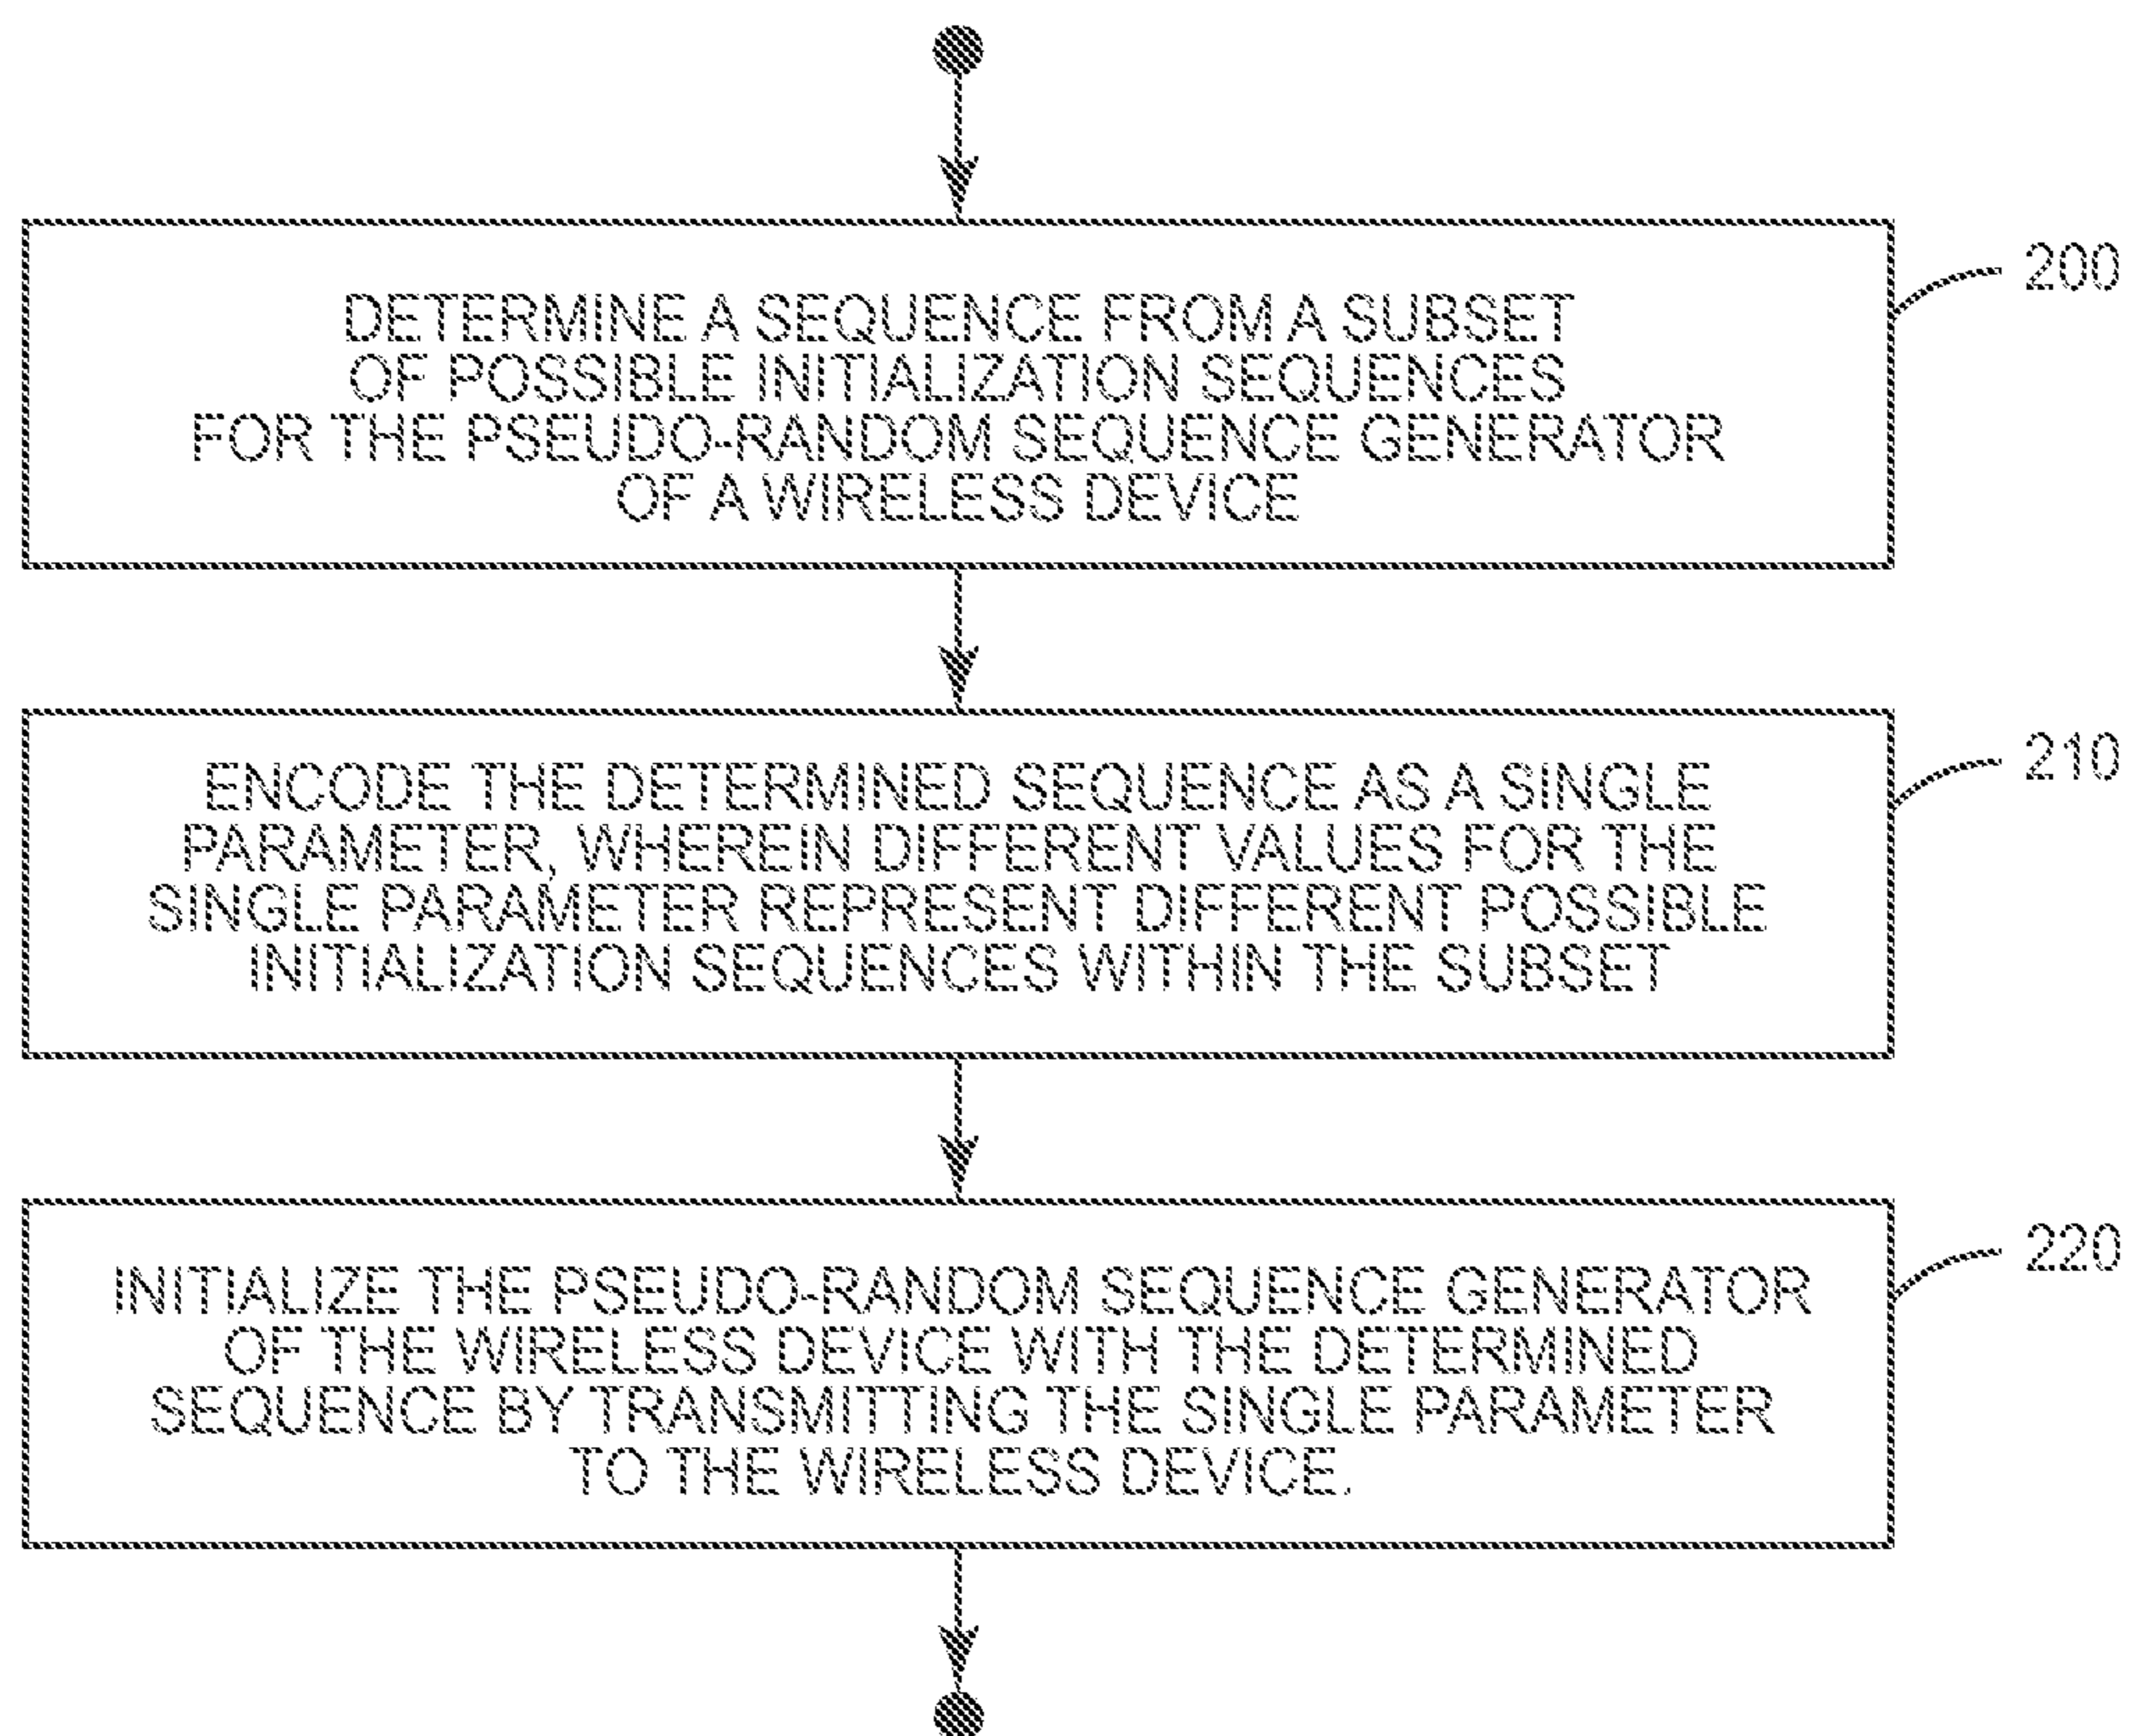 DETERMINE A SEQUENCE FROM A SUBSET
OF POSSIBLE INITIALIZATION SEQUENCES
FOR THE PSEUDO-RANDOM SEQUENCE GENERATOR
OF A WIRELESS DEVICE
200
ENCODE THE DETERMINED SEQUENCE AS A SINGLE
PARAMETER, WHEREIN DIFFERENT VALUES FOR THE
SINGLE PARAMETER REPRESENT DIFFERENT POSSIBLE
INITIALIZATION SEQUENCES WITHIN THE SUBSET
210
INITIALIZE THE PSEUDO-RANDOM SEQUENCE GENERATOR
OF THE WIRELESS DEVICE WITH THE DETERMINED
SEQUENCE BY TRANSMITTING THE SINGLE PARAMETER
TO THE WIRELESS DEVICE.
220